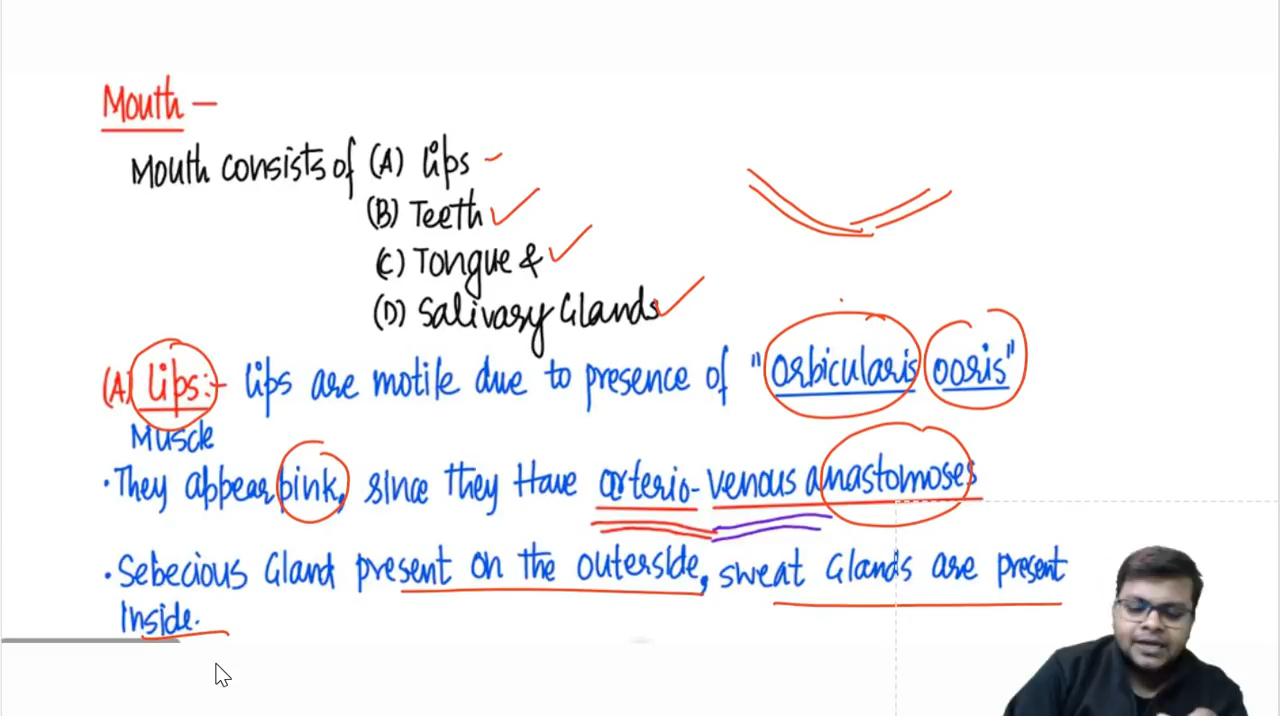 Mouth -
Mouth consists of (A) Lips -
(B) Teeth
(C) Tongue &
(D) Salivary Glands
(A) Lips:- Lips are motile due to presence of "Orbicularis ooris"
Muscle
• They appear pink, since they Have arterio-venous anastomoses
• Sebecious Gland present on the outerside, sweat Glands are present
Inside.